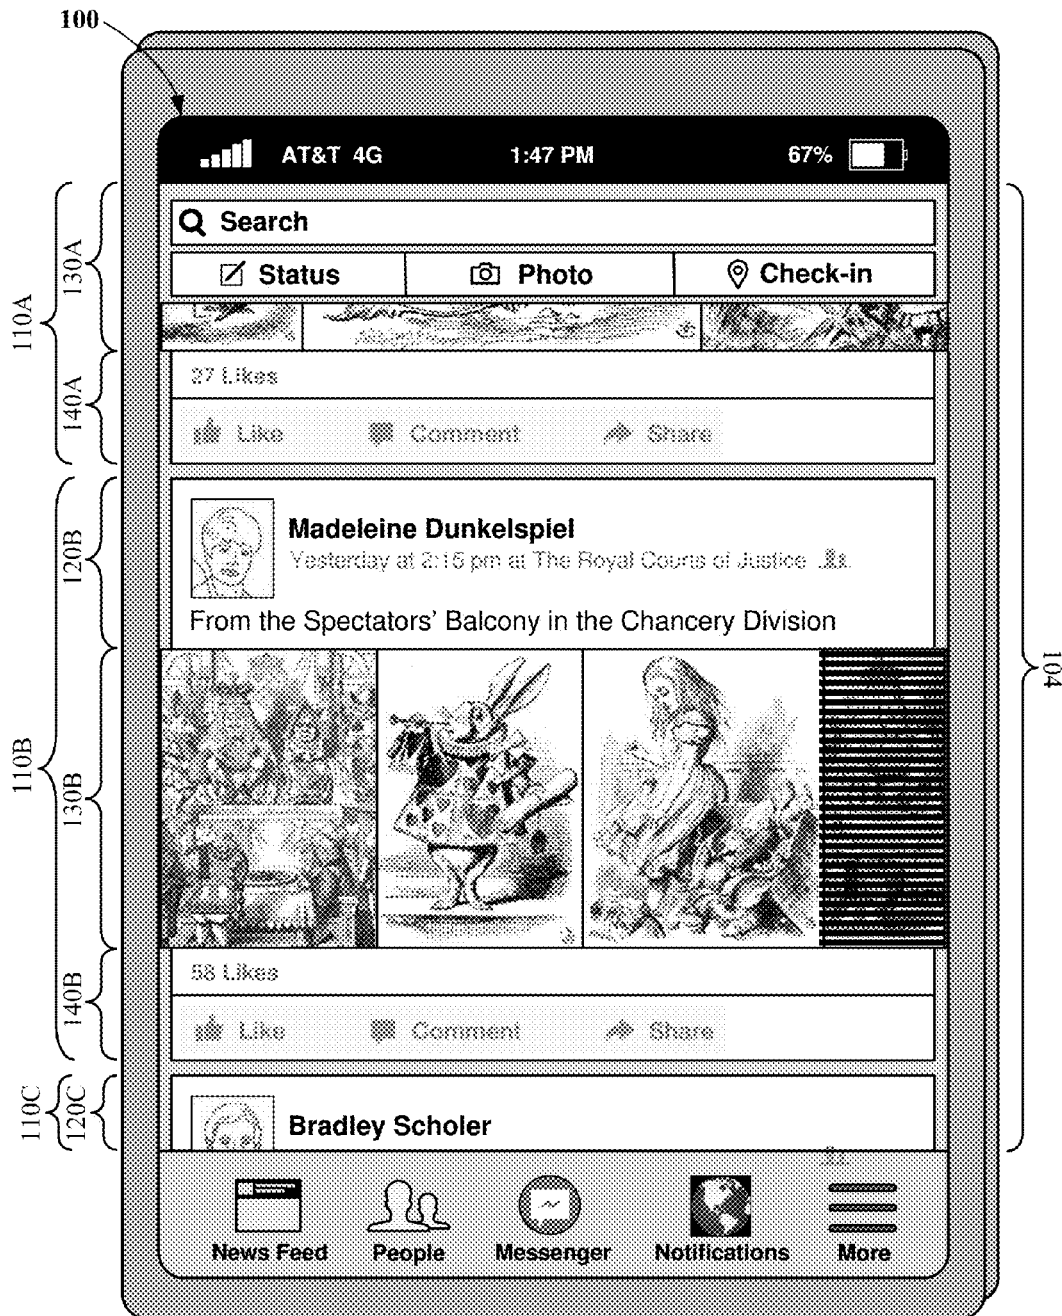 100
AT&T 4G 1:47 PM 67%
Search
Status Photo Check-in
130A
110A
27 Likes
140A
Like Comment Share
Madeleine Dunkelspiel
120B
Yesterday at 2:15 pm at The Royal Courts of Justice
From the Spectators' Balcony in the Chancery Division
104
110B
130B
58 Likes
140B
Like Comment Share
110C
120C
Bradley Scholer
News Feed People Messenger Notifications More